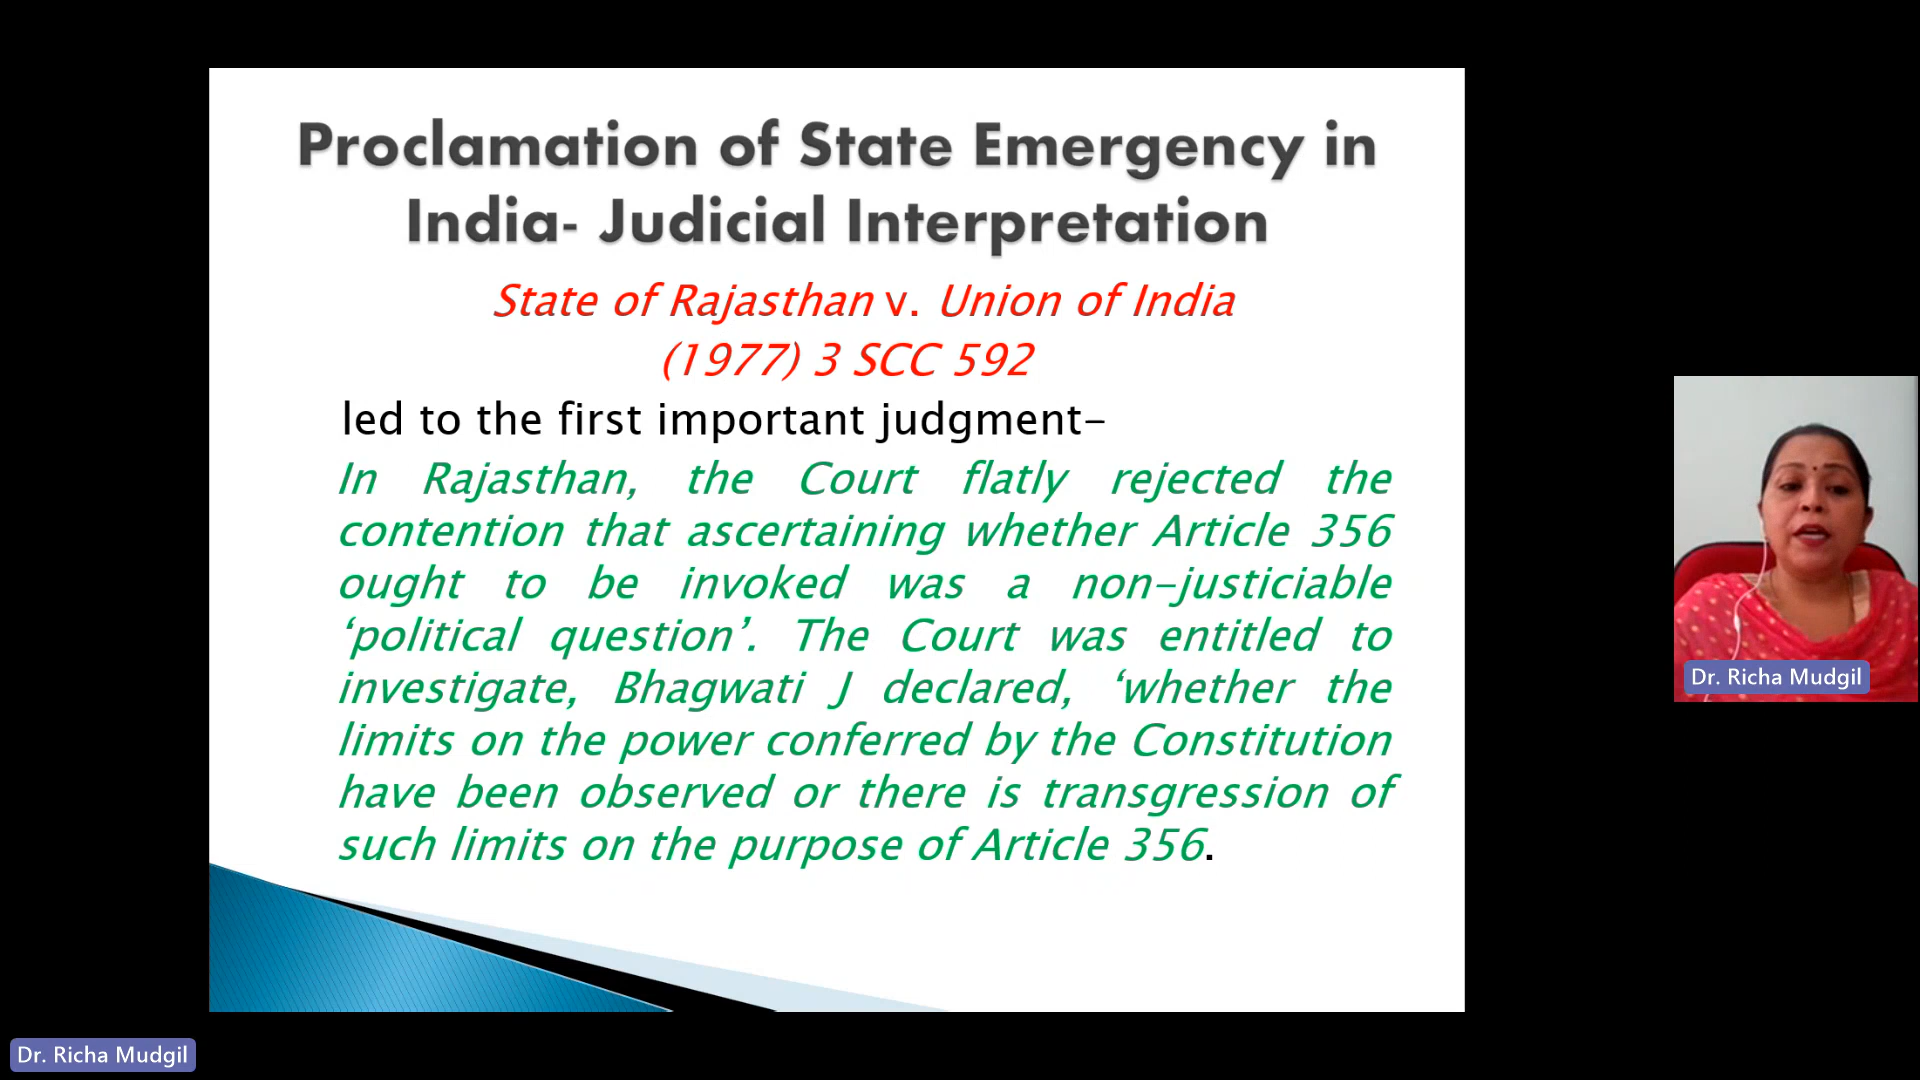 Proclamation of State Emergency in
India- Judicial Interpretation
State of Rajasthan v. Union of India
(1977) 3 SCC 592
led to the first important judgment-
In Rajasthan, the Court flatly rejected the
contention that ascertaining whether Article 356
ought to be invoked was a non-justiciable
‘political question’. The Court was entitled to
investigate, Bhagwati J declared, ‘whether the
limits on the power conferred by the Constitution
have been observed or there is transgression of
such limits on the purpose of Article 356.
Dr. Richa Mudgil
Dr. Richa Mudgil